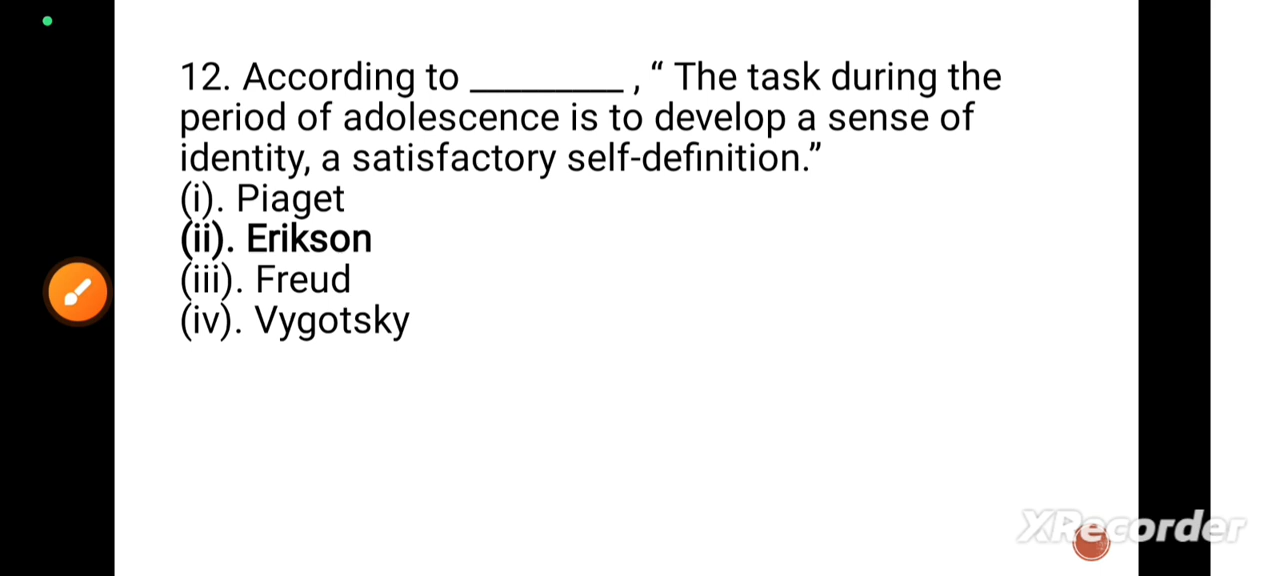 12. According to ________, “ The task during the
period of adolescence is to develop a sense of
identity, a satisfactory self-definition.”
(i). Piaget
(ii). Erikson
(iii). Freud
(iv). Vygotsky
XRecorder